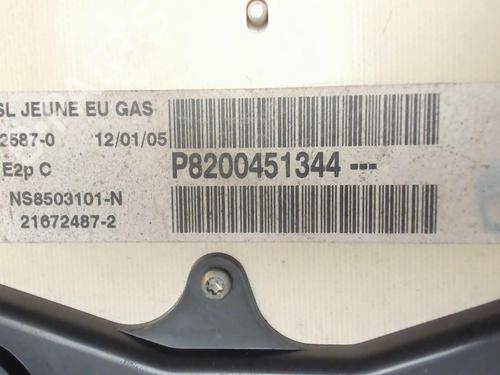 SL JEUNE EU GAS
2587-0 12/01/05
E2p C
P8200451344 ---
NS8503101-N
21672487-2